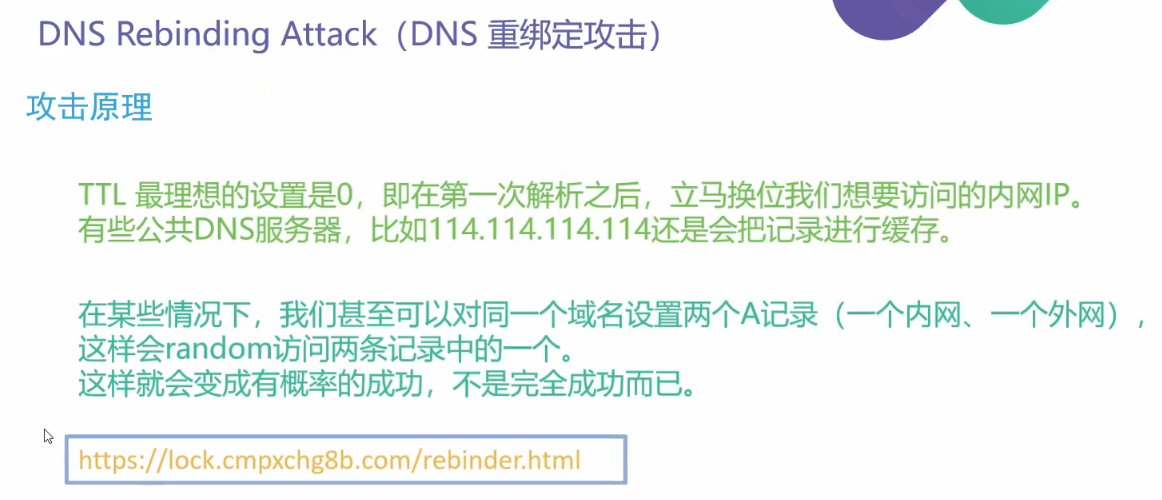 DNS Rebinding Attack（DNS 重绑定攻击）
攻击原理
TTL 最理想的设置是0，即在第一次解析之后，立马换位我们想要访问的内网IP。
有些公共DNS服务器，比如114.114.114.114还是会把记录进行缓存。
在某些情况下，我们甚至可以对同一个域名设置两个A记录（一个内网、一个外网），
这样会random访问两条记录中的一个。
这样就会变成有概率的成功，不是完全成功而已。
https://lock.cmpxchg8b.com/rebinder.html